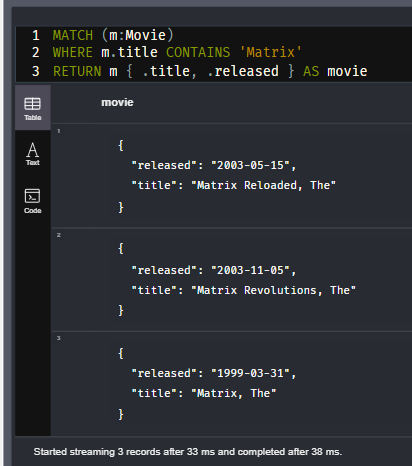 1 MATCH (m:Movie)
2 WHERE m.title CONTAINS 'Matrix'
3 RETURN m { .title, .released } AS movie
Table
movie
Text
Code
1
{
"released": "2003-05-15",
"title": "Matrix Reloaded, The"
}
2
{
"released": "2003-11-05",
"title": "Matrix Revolutions, The"
}
3
{
"released": "1999-03-31",
"title": "Matrix, The"
}
Started streaming 3 records after 33 ms and completed after 38 ms.